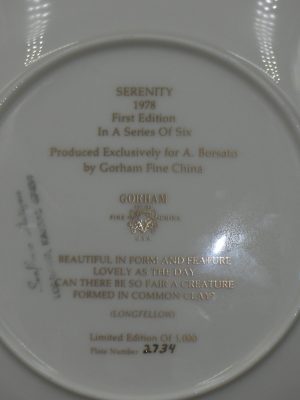 SERENITY
1978
First Edition
In A Series Of Six
Produced Exclusively for A. Borsato
by Gorham Fine China
GORHAM
FINE CHINA
U.S.A.
BEAUTIFUL IN FORM AND FEATURE
LOVELY AS THE DAY
CAN THERE BE SO FAIR A CREATURE
FORMED IN COMMON CLAY?
(LONGFELLOW)
Limited Edition Of 5,000
Plate Number 2734